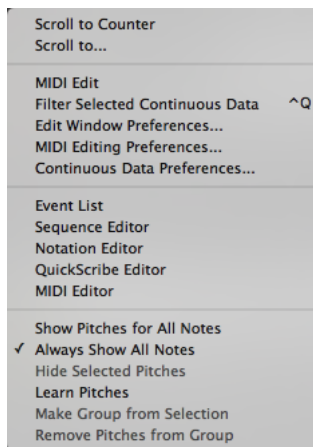 Scroll to Counter
Scroll to...
MIDI Edit
Filter Selected Continuous Data ^Q
Edit Window Preferences...
MIDI Editing Preferences...
Continuous Data Preferences...
Event List
Sequence Editor
Notation Editor
QuickScribe Editor
MIDI Editor
Show Pitches for All Notes
✓ Always Show All Notes
Hide Selected Pitches
Learn Pitches
Make Group from Selection
Remove Pitches from Group